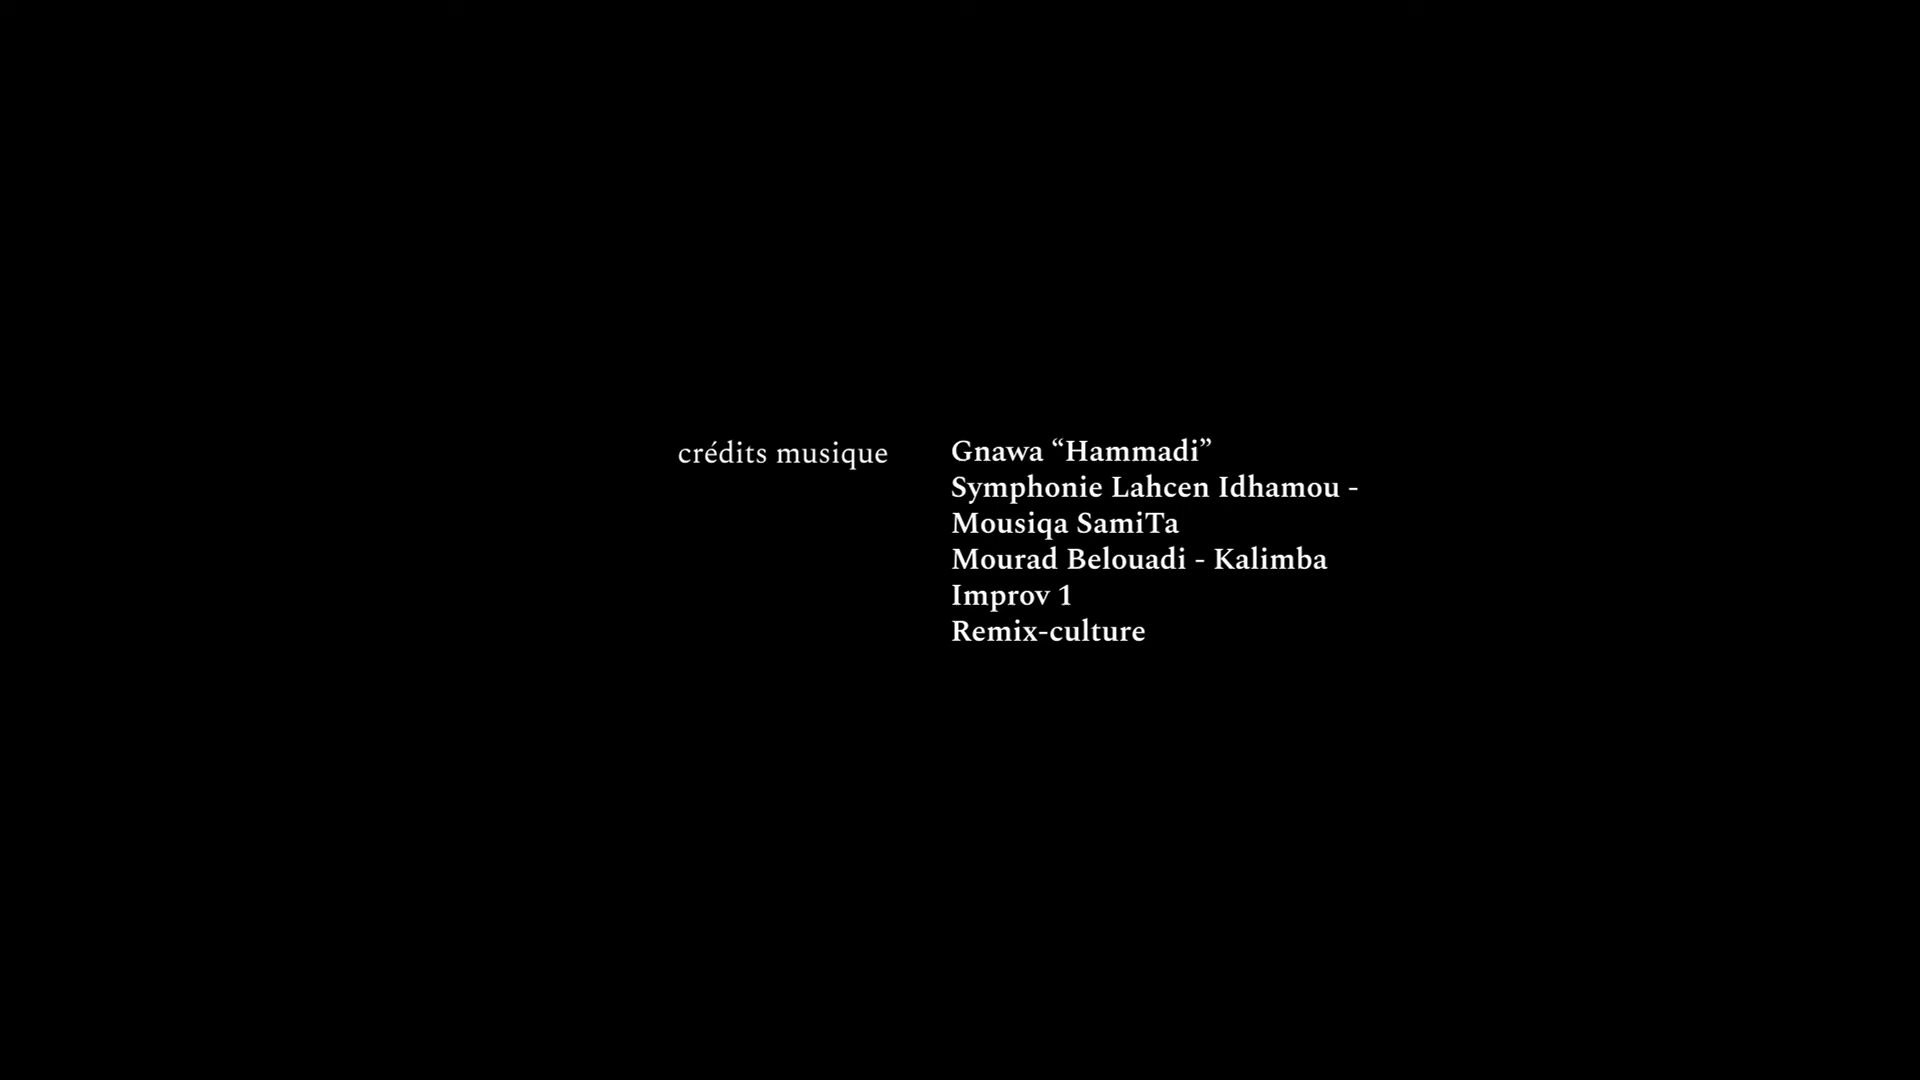 crédits musique
Gnawa “Hammadi”
Symphonie Lahcen Idhamou -
Mousiqa SamiTa
Mourad Belouadi - Kalimba
Improv 1
Remix-culture